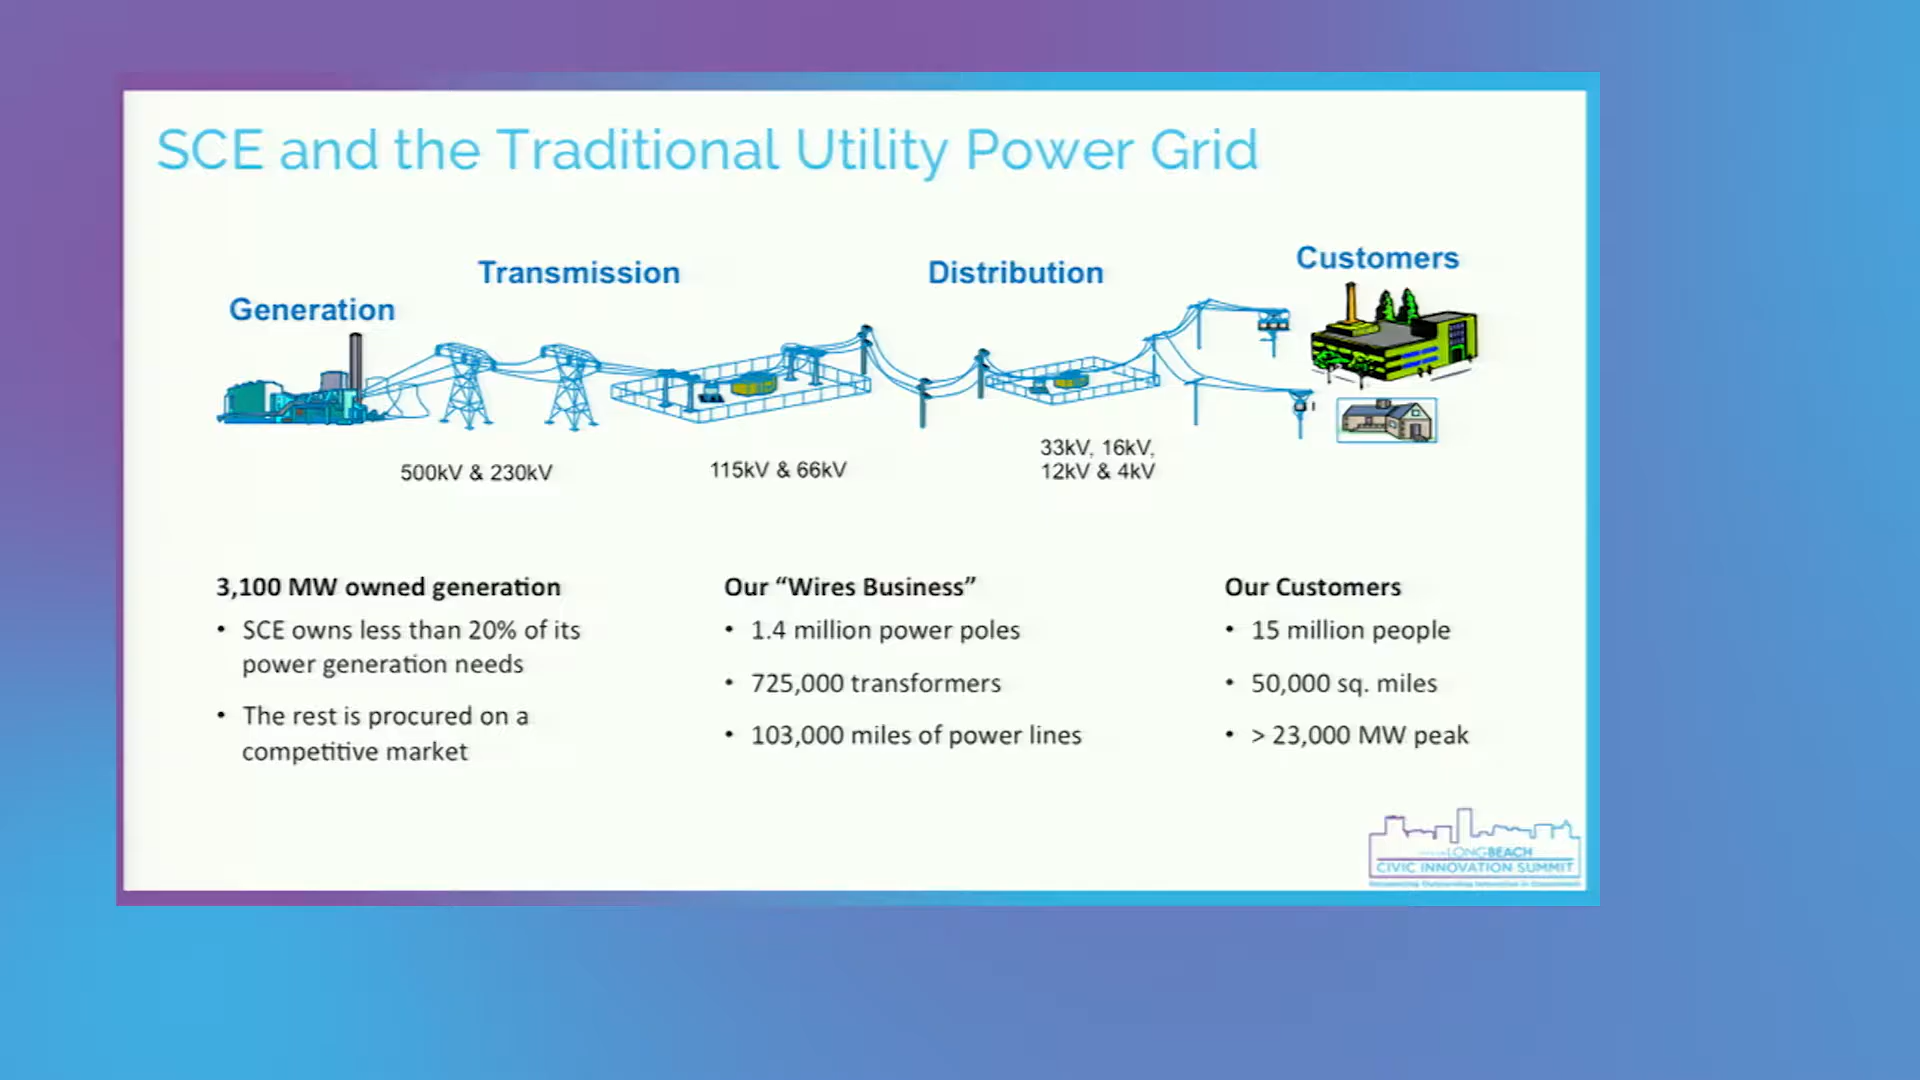 SCE and the Traditional Utility Power Grid
Customers
Transmission
Distribution
Generation
33kV, 16kV,
12kV & 4kV
500kV & 230kV
115kV & 66kV
3,100 MW owned generation
• SCE owns less than 20% of its
power generation needs
• The rest is procured on a
competitive market
Our “Wires Business”
• 1.4 million power poles
• 725,000 transformers
• 103,000 miles of power lines
Our Customers
• 15 million people
• 50,000 sq. miles
• > 23,000 MW peak
LONGBEACH
CIVIC INNOVATION SUMMIT